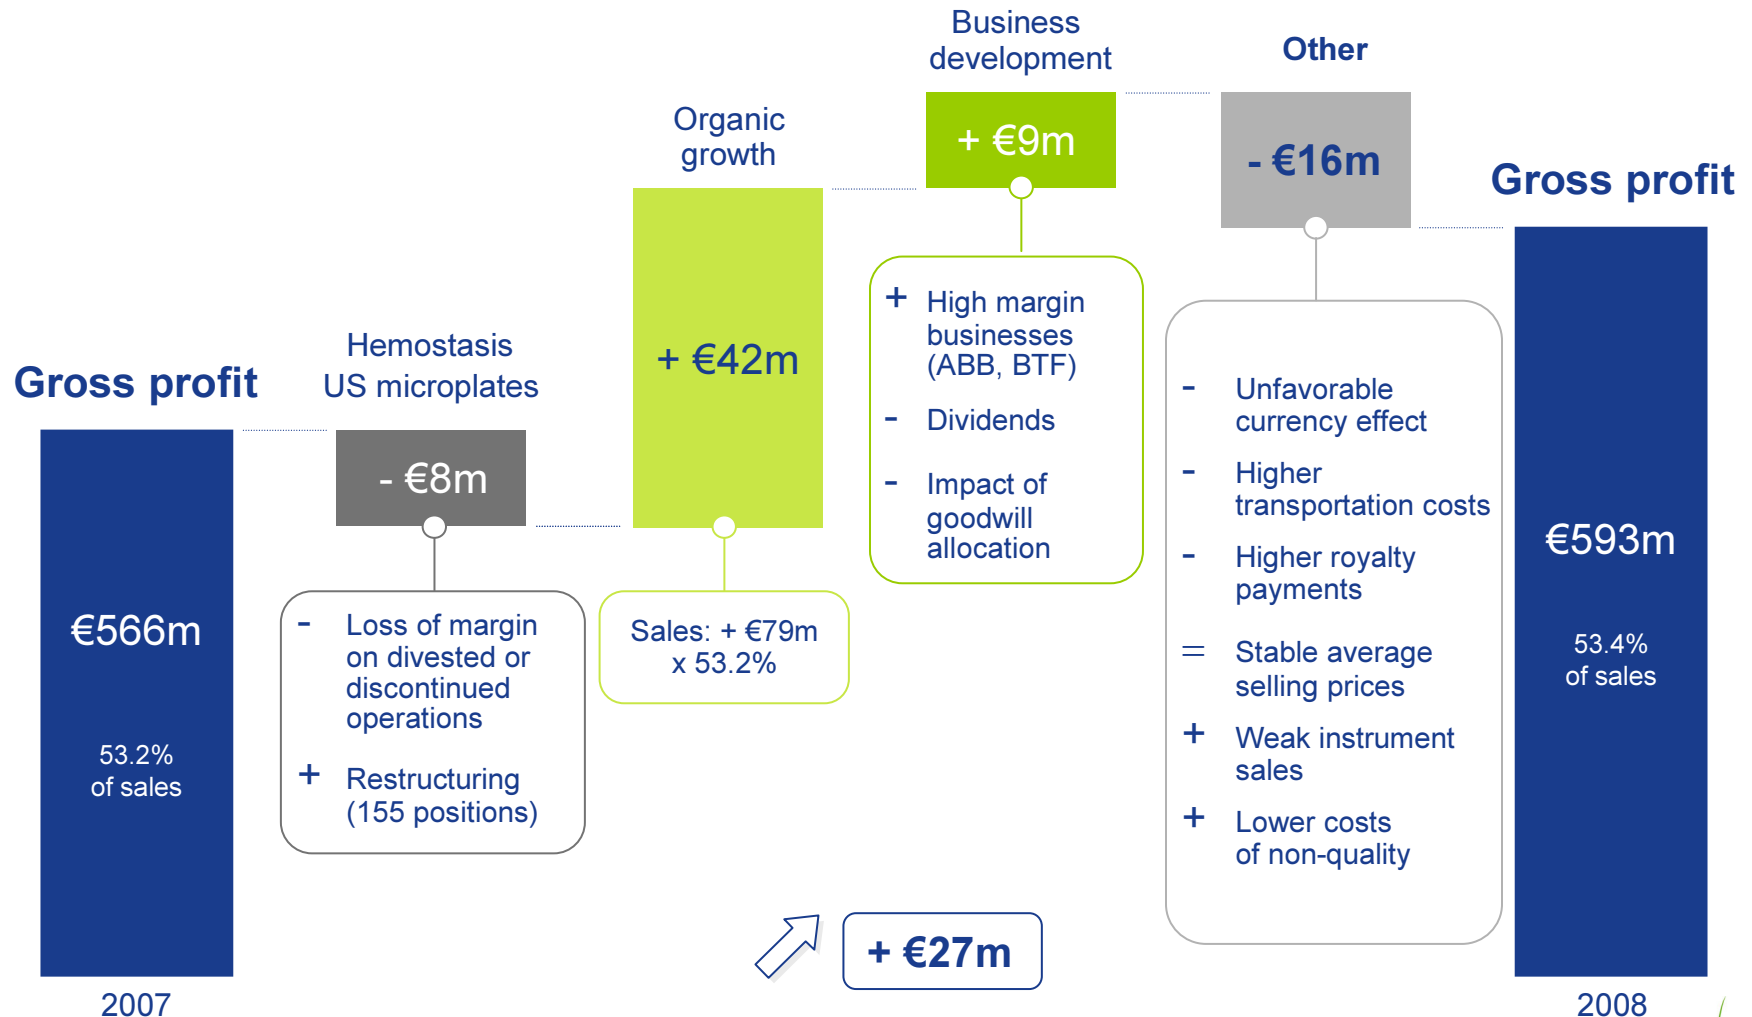 Gross profit
€566m
53.2%
of sales
2007
Hemostasis
US microplates
- €8m
- Loss of margin
on divested or
discontinued
operations
+ Restructuring
(155 positions)
Organic
growth
+ €42m
Sales: + €79m
x 53.2%
Business
development
+ €9m
+ High margin
businesses
(ABB, BTF)
- Dividends
- Impact of
goodwill
allocation
Other
- €16m
- Unfavorable
currency effect
- Higher
transportation costs
- Higher royalty
payments
= Stable average
selling prices
+ Weak instrument
sales
+ Lower costs
of non-quality
Gross profit
€593m
53.4%
of sales
2008
+ €27m